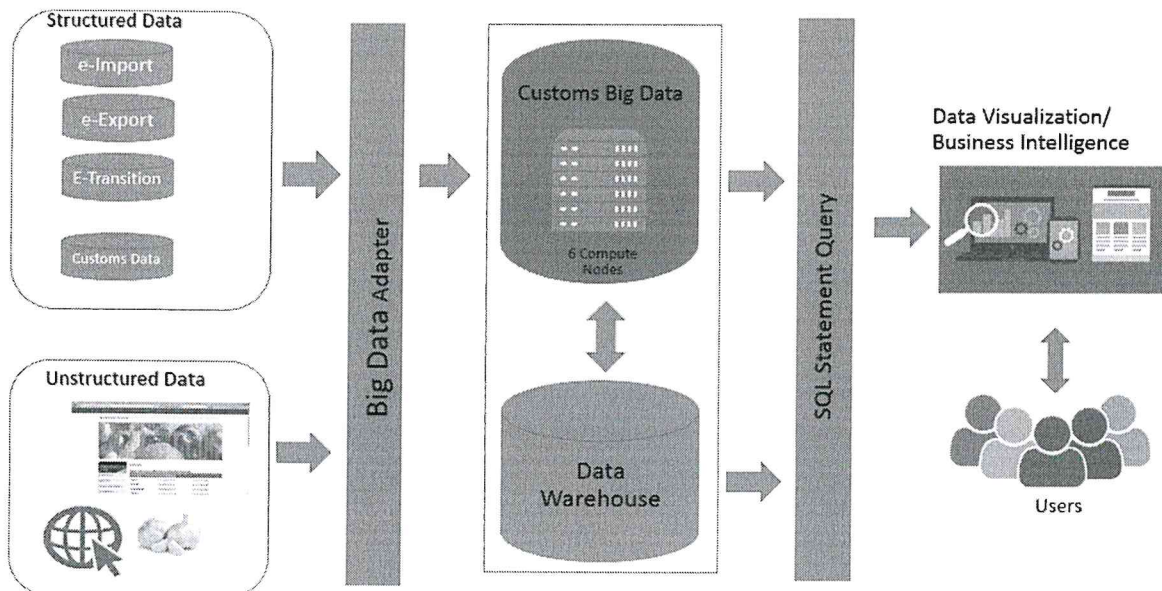 Structured Data
e-Import
e-Export
E-Transition
Customs Data
Unstructured Data
Big Data Adapter
Customs Big Data
6 Compute
Nodes
Data
Warehouse
SQL Statement Query
Data Visualization/
Business Intelligence
Users